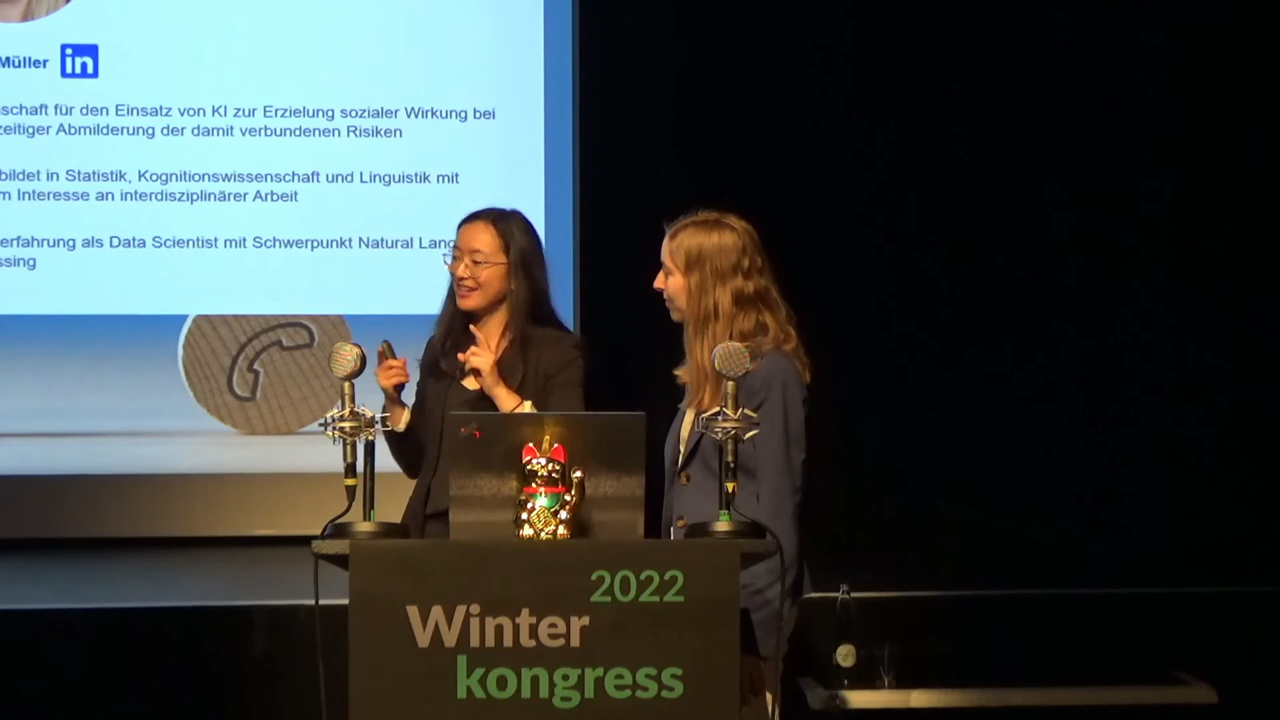 Müller in
schaft für den Einsatz von KI zur Erzielung sozialer Wirkung bei
zeitiger Abmilderung der damit verbundenen Risiken
bildet in Statistik, Kognitionswissenschaft und Linguistik mit
m Interesse an interdisziplinärer Arbeit
erfahrung als Data Scientist mit Schwerpunkt Natural Lang
ssing
2022
Winter
kongress